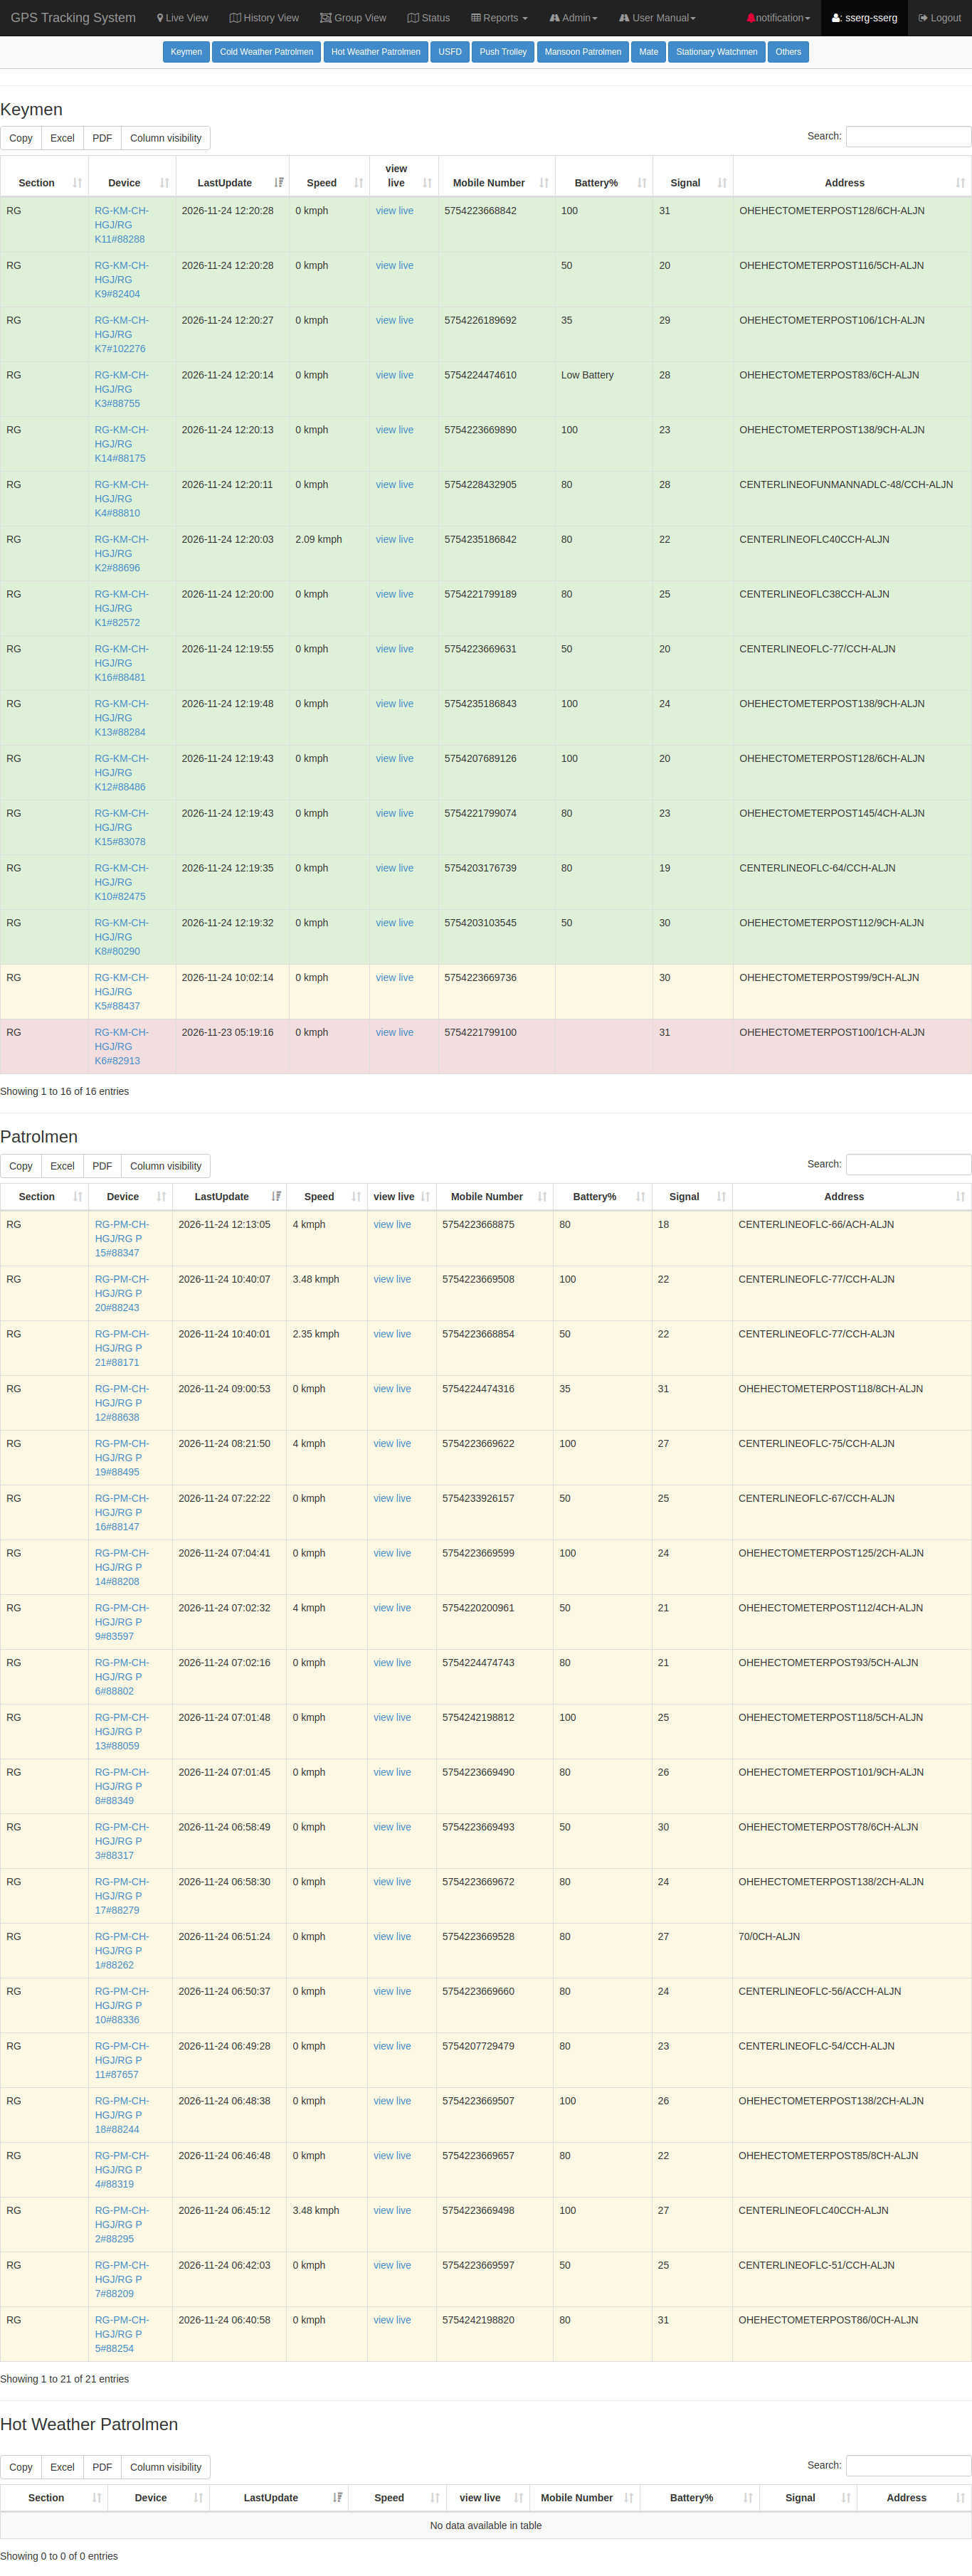 GPS Tracking System Live View History View Group View Status Reports Admin User Manual notification : sserg-sserg Logout
Keymen Cold Weather Patrolmen Hot Weather Patrolmen USFD Push Trolley Mansoon Patrolmen Mate Stationary Watchmen Others
Keymen
Copy Excel PDF Column visibility Search:
Section Device LastUpdate Speed view live Mobile Number Battery% Signal Address
RG RG-KM-CH-HGJ/RG K11#88288 2026-11-24 12:20:28 0 kmph view live 5754223668842 100 31 OHEHECTOMETERPOST128/6CH-ALJN
RG RG-KM-CH-HGJ/RG K9#82404 2026-11-24 12:20:28 0 kmph view live 50 20 OHEHECTOMETERPOST116/5CH-ALJN
RG RG-KM-CH-HGJ/RG K7#102276 2026-11-24 12:20:27 0 kmph view live 5754226189692 35 29 OHEHECTOMETERPOST106/1CH-ALJN
RG RG-KM-CH-HGJ/RG K3#88755 2026-11-24 12:20:14 0 kmph view live 5754224474610 Low Battery 28 OHEHECTOMETERPOST83/6CH-ALJN
RG RG-KM-CH-HGJ/RG K14#88175 2026-11-24 12:20:13 0 kmph view live 5754223669890 100 23 OHEHECTOMETERPOST138/9CH-ALJN
RG RG-KM-CH-HGJ/RG K4#88810 2026-11-24 12:20:11 0 kmph view live 5754228432905 80 28 CENTERLINEOFUNMANNADLC-48/CCH-ALJN
RG RG-KM-CH-HGJ/RG K2#88696 2026-11-24 12:20:03 2.09 kmph view live 5754235186842 80 22 CENTERLINEOFLC40CCH-ALJN
RG RG-KM-CH-HGJ/RG K1#82572 2026-11-24 12:20:00 0 kmph view live 5754221799189 80 25 CENTERLINEOFLC38CCH-ALJN
RG RG-KM-CH-HGJ/RG K16#88481 2026-11-24 12:19:55 0 kmph view live 5754223669631 50 20 CENTERLINEOFLC-77/CCH-ALJN
RG RG-KM-CH-HGJ/RG K13#88284 2026-11-24 12:19:48 0 kmph view live 5754235186843 100 24 OHEHECTOMETERPOST138/9CH-ALJN
RG RG-KM-CH-HGJ/RG K12#88486 2026-11-24 12:19:43 0 kmph view live 5754207689126 100 20 OHEHECTOMETERPOST128/6CH-ALJN
RG RG-KM-CH-HGJ/RG K15#83078 2026-11-24 12:19:43 0 kmph view live 5754221799074 80 23 OHEHECTOMETERPOST145/4CH-ALJN
RG RG-KM-CH-HGJ/RG K10#82475 2026-11-24 12:19:35 0 kmph view live 5754203176739 80 19 CENTERLINEOFLC-64/CCH-ALJN
RG RG-KM-CH-HGJ/RG K8#80290 2026-11-24 12:19:32 0 kmph view live 5754203103545 50 30 OHEHECTOMETERPOST112/9CH-ALJN
RG RG-KM-CH-HGJ/RG K5#88437 2026-11-24 10:02:14 0 kmph view live 5754223669736 30 OHEHECTOMETERPOST99/9CH-ALJN
RG RG-KM-CH-HGJ/RG K6#82913 2026-11-23 05:19:16 0 kmph view live 5754221799100 31 OHEHECTOMETERPOST100/1CH-ALJN
Showing 1 to 16 of 16 entries
Patrolmen
Copy Excel PDF Column visibility Search:
Section Device LastUpdate Speed view live Mobile Number Battery% Signal Address
RG RG-PM-CH-HGJ/RG P 15#88347 2026-11-24 12:13:05 4 kmph view live 5754223668875 80 18 CENTERLINEOFLC-66/ACH-ALJN
RG RG-PM-CH-HGJ/RG P 20#88243 2026-11-24 10:40:07 3.48 kmph view live 5754223669508 100 22 CENTERLINEOFLC-77/CCH-ALJN
RG RG-PM-CH-HGJ/RG P 21#88171 2026-11-24 10:40:01 2.35 kmph view live 5754223668854 50 22 CENTERLINEOFLC-77/CCH-ALJN
RG RG-PM-CH-HGJ/RG P 12#88638 2026-11-24 09:00:53 0 kmph view live 5754224474316 35 31 OHEHECTOMETERPOST118/8CH-ALJN
RG RG-PM-CH-HGJ/RG P 19#88495 2026-11-24 08:21:50 4 kmph view live 5754223669622 100 27 CENTERLINEOFLC-75/CCH-ALJN
RG RG-PM-CH-HGJ/RG P 16#88147 2026-11-24 07:22:22 0 kmph view live 5754233926157 50 25 CENTERLINEOFLC-67/CCH-ALJN
RG RG-PM-CH-HGJ/RG P 14#88208 2026-11-24 07:04:41 0 kmph view live 5754223669599 100 24 OHEHECTOMETERPOST125/2CH-ALJN
RG RG-PM-CH-HGJ/RG P 9#83597 2026-11-24 07:02:32 4 kmph view live 5754220200961 50 21 OHEHECTOMETERPOST112/4CH-ALJN
RG RG-PM-CH-HGJ/RG P 6#88802 2026-11-24 07:02:16 0 kmph view live 5754224474743 80 21 OHEHECTOMETERPOST93/5CH-ALJN
RG RG-PM-CH-HGJ/RG P 13#88059 2026-11-24 07:01:48 0 kmph view live 5754242198812 100 25 OHEHECTOMETERPOST118/5CH-ALJN
RG RG-PM-CH-HGJ/RG P 8#88349 2026-11-24 07:01:45 0 kmph view live 5754223669490 80 26 OHEHECTOMETERPOST101/9CH-ALJN
RG RG-PM-CH-HGJ/RG P 3#88317 2026-11-24 06:58:49 0 kmph view live 5754223669493 50 30 OHEHECTOMETERPOST78/6CH-ALJN
RG RG-PM-CH-HGJ/RG P 17#88279 2026-11-24 06:58:30 0 kmph view live 5754223669672 80 24 OHEHECTOMETERPOST138/2CH-ALJN
RG RG-PM-CH-HGJ/RG P 1#88262 2026-11-24 06:51:24 0 kmph view live 5754223669528 80 27 70/0CH-ALJN
RG RG-PM-CH-HGJ/RG P 10#88336 2026-11-24 06:50:37 0 kmph view live 5754223669660 80 24 CENTERLINEOFLC-56/ACCH-ALJN
RG RG-PM-CH-HGJ/RG P 11#87657 2026-11-24 06:49:28 0 kmph view live 5754207729479 80 23 CENTERLINEOFLC-54/CCH-ALJN
RG RG-PM-CH-HGJ/RG P 18#88244 2026-11-24 06:48:38 0 kmph view live 5754223669507 100 26 OHEHECTOMETERPOST138/2CH-ALJN
RG RG-PM-CH-HGJ/RG P 4#88319 2026-11-24 06:46:48 0 kmph view live 5754223669657 80 22 OHEHECTOMETERPOST85/8CH-ALJN
RG RG-PM-CH-HGJ/RG P 2#88295 2026-11-24 06:45:12 3.48 kmph view live 5754223669498 100 27 CENTERLINEOFLC40CCH-ALJN
RG RG-PM-CH-HGJ/RG P 7#88209 2026-11-24 06:42:03 0 kmph view live 5754223669597 50 25 CENTERLINEOFLC-51/CCH-ALJN
RG RG-PM-CH-HGJ/RG P 5#88254 2026-11-24 06:40:58 0 kmph view live 5754242198820 80 31 OHEHECTOMETERPOST86/0CH-ALJN
Showing 1 to 21 of 21 entries
Hot Weather Patrolmen
Copy Excel PDF Column visibility Search:
Section Device LastUpdate Speed view live Mobile Number Battery% Signal Address
No data available in table
Showing 0 to 0 of 0 entries